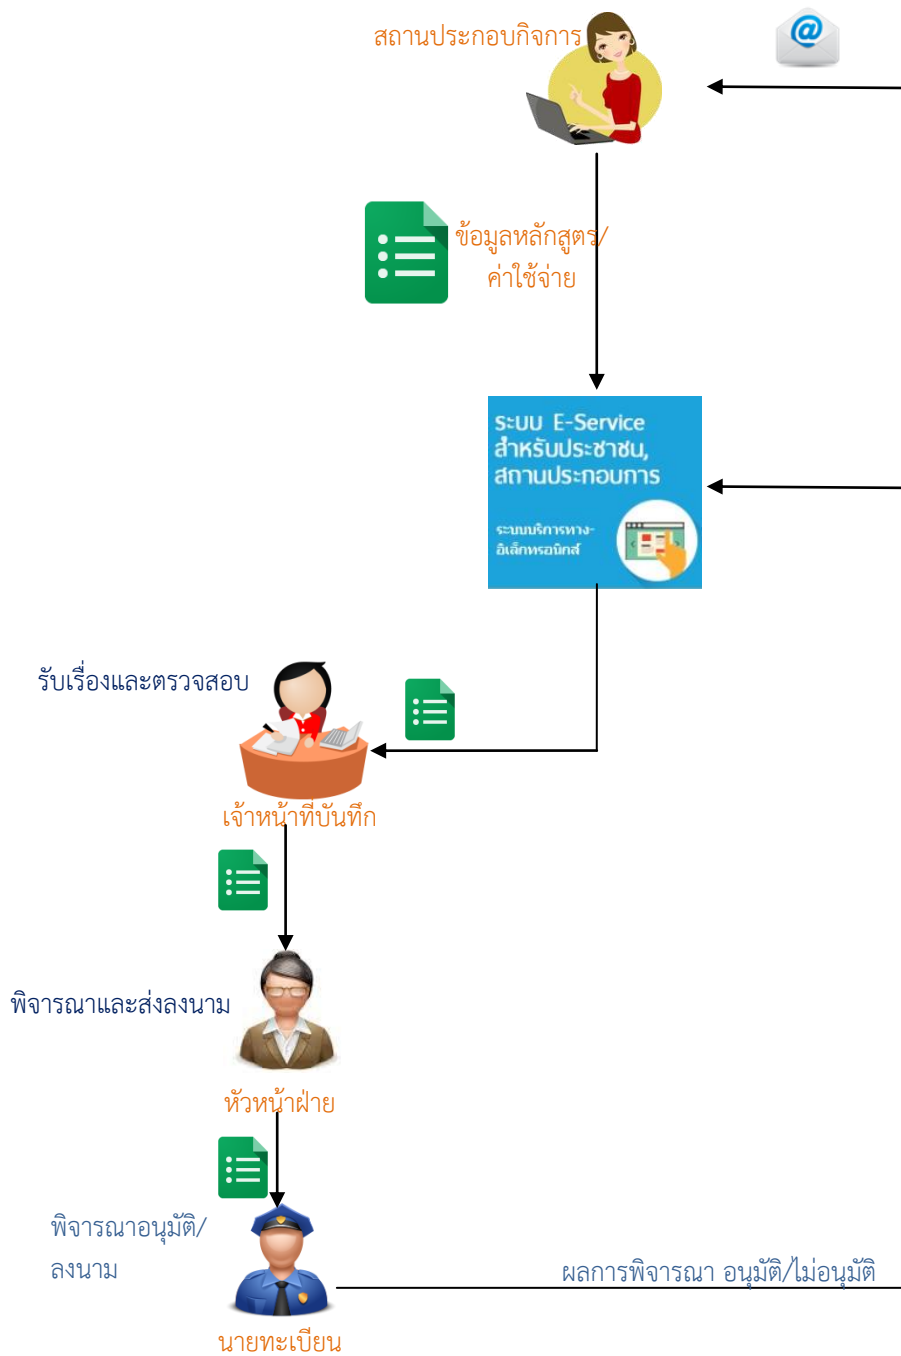 สถานประกอบกิจการ
@
ข้อมูลหลักสูตร/
ค่าใช้จ่าย
ระบบ E-Service
สำหรับประชาชน,
สถานประกอบการ
ระบบบริการทาง-
อิเล็กทรอนิกส์
รับเรื่องและตรวจสอบ
เจ้าหน้าที่บันทึก
พิจารณาและส่งลงนาม
หัวหน้าฝ่าย
พิจารณาอนุมัติ/
ลงนาม
ผลการพิจารณา อนุมัติ/ไม่อนุมัติ
นายทะเบียน